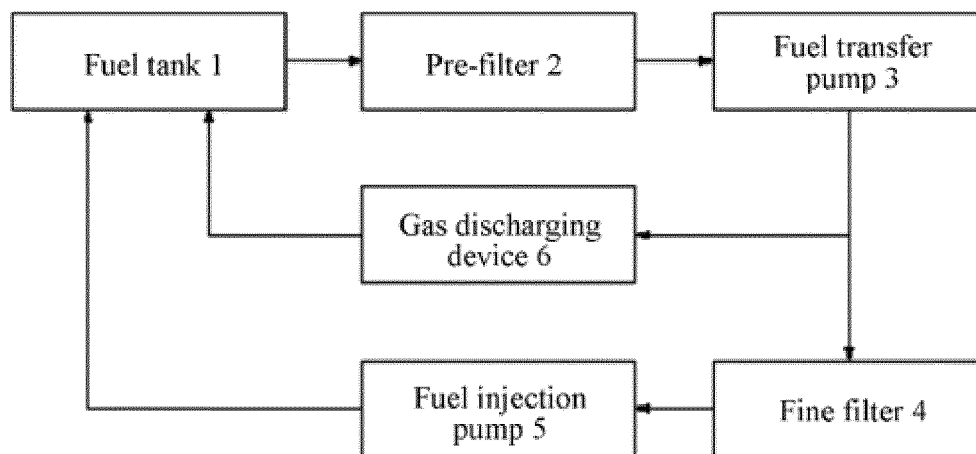 Fuel tank 1
Pre-filter 2
Fuel transfer
pump 3
Gas discharging
device 6
Fuel injection
pump 5
Fine filter 4